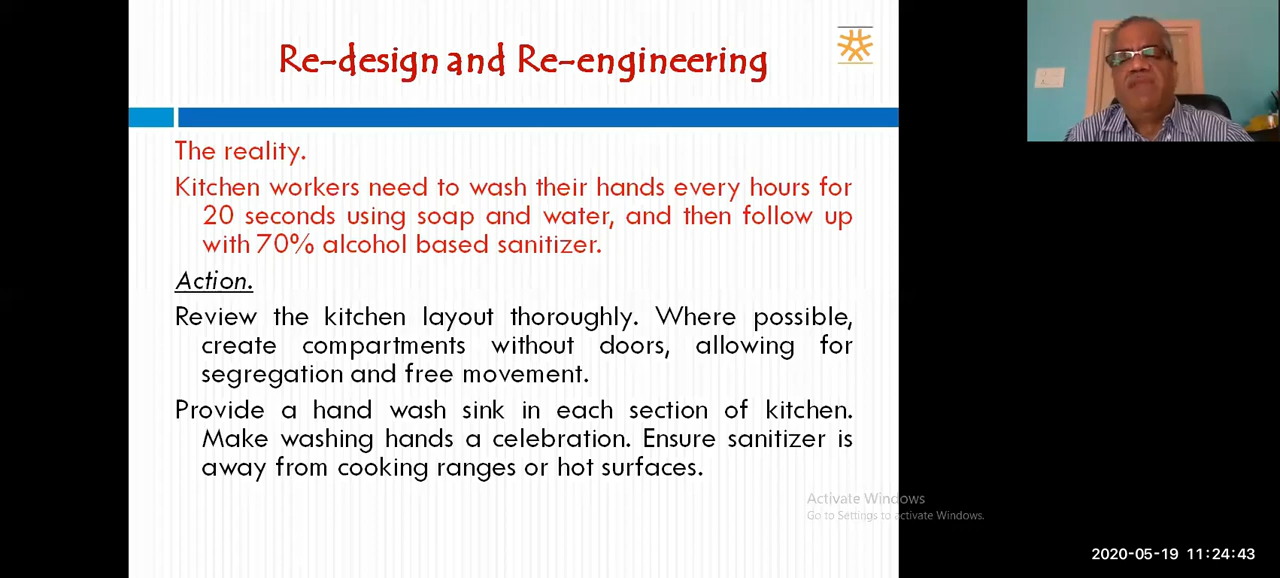 Re-design and Re-engineering
The reality.
Kitchen workers need to wash their hands every hours for
20 seconds using soap and water, and then follow up
with 70% alcohol based sanitizer.
Action.
Review the kitchen layout thoroughly. Where possible,
create compartments without doors, allowing for
segregation and free movement.
Provide a hand wash sink in each section of kitchen.
Make washing hands a celebration. Ensure sanitizer is
away from cooking ranges or hot surfaces.
Activate Windows
Go to Settings to activate Windows.
2020-05-19 11:24:43